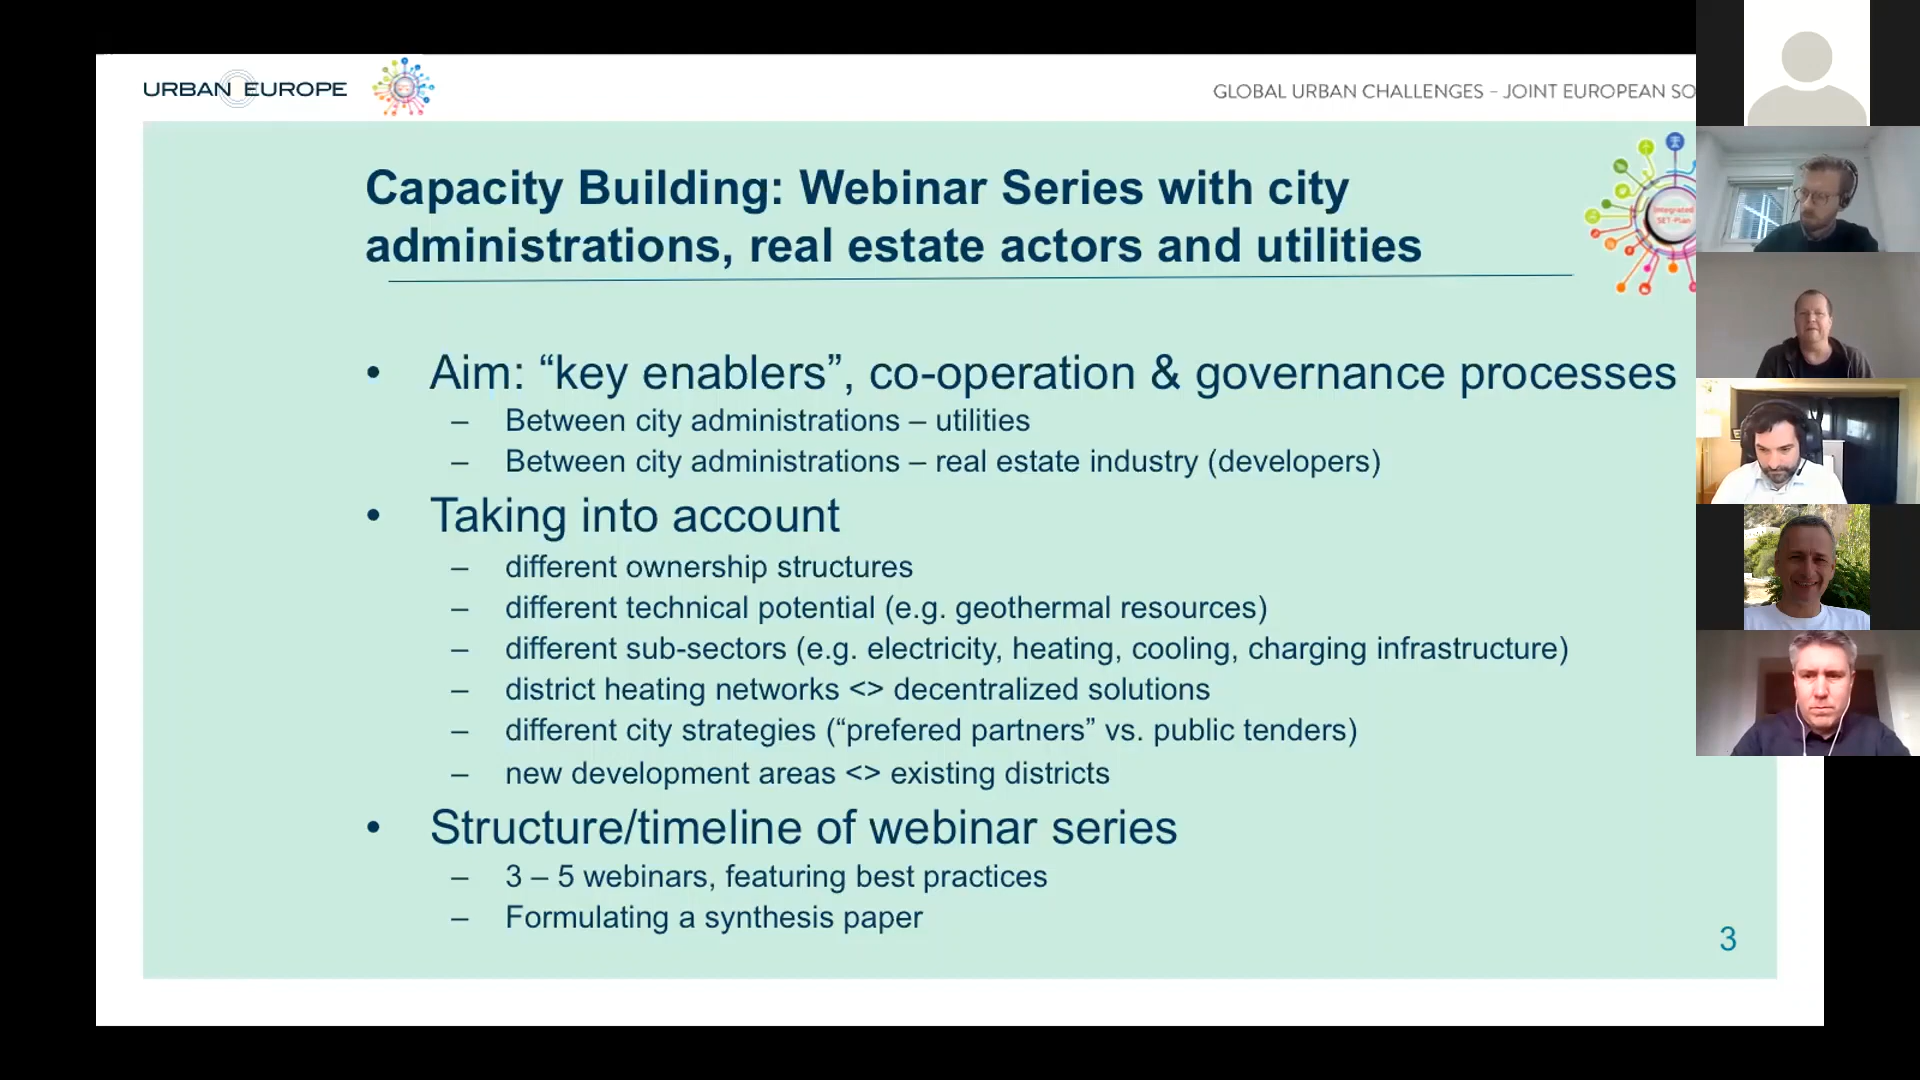 URBAN EUROPE
GLOBAL URBAN CHALLENGES – JOINT EUROPEAN SO
Capacity Building: Webinar Series with city
administrations, real estate actors and utilities
Integrated
SET-Plan
• Aim: “key enablers”, co-operation & governance processes
– Between city administrations – utilities
– Between city administrations – real estate industry (developers)
• Taking into account
– different ownership structures
– different technical potential (e.g. geothermal resources)
– different sub-sectors (e.g. electricity, heating, cooling, charging infrastructure)
– district heating networks <> decentralized solutions
– different city strategies (“prefered partners” vs. public tenders)
– new development areas <> existing districts
• Structure/timeline of webinar series
– 3 – 5 webinars, featuring best practices
– Formulating a synthesis paper
3